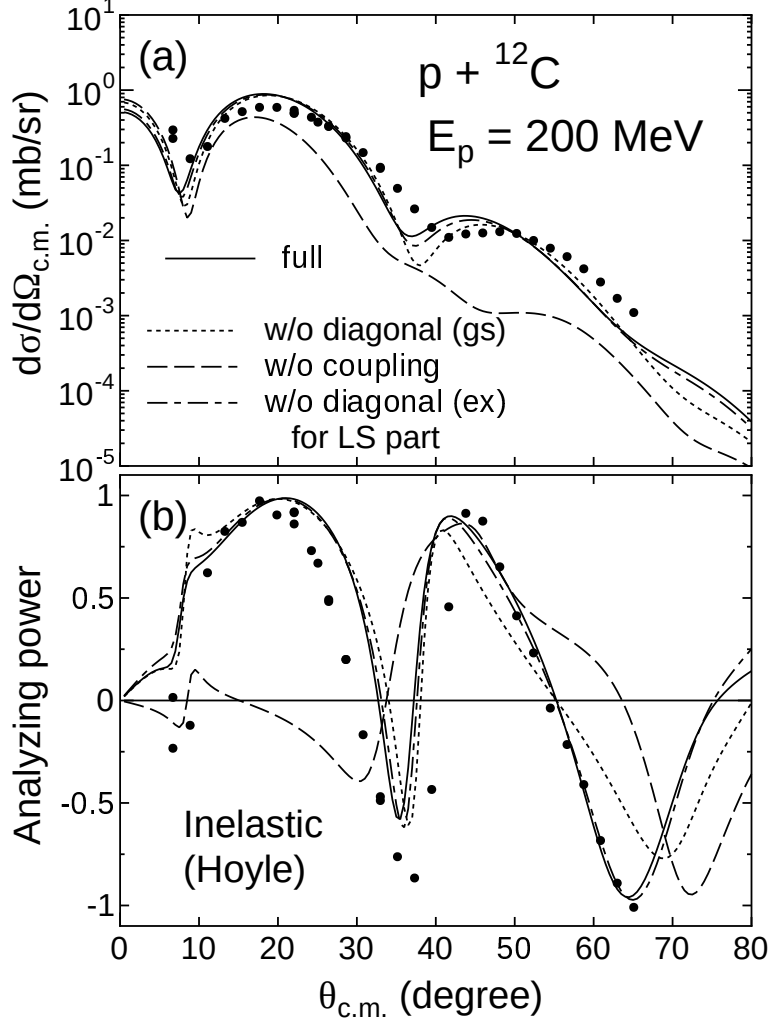 10^1
(a)
p + ^12C
10^0
E_p = 200 MeV
10^-1
10^-2
full
10^-3
w/o diagonal (gs)
w/o coupling
10^-4
w/o diagonal (ex)
for LS part
10^-5
dσ/dΩ_c.m. (mb/sr)
1
(b)
0.5
0
-0.5
Inelastic
(Hoyle)
-1
Analyzing power
0 10 20 30 40 50 60 70 80
θ_c.m. (degree)